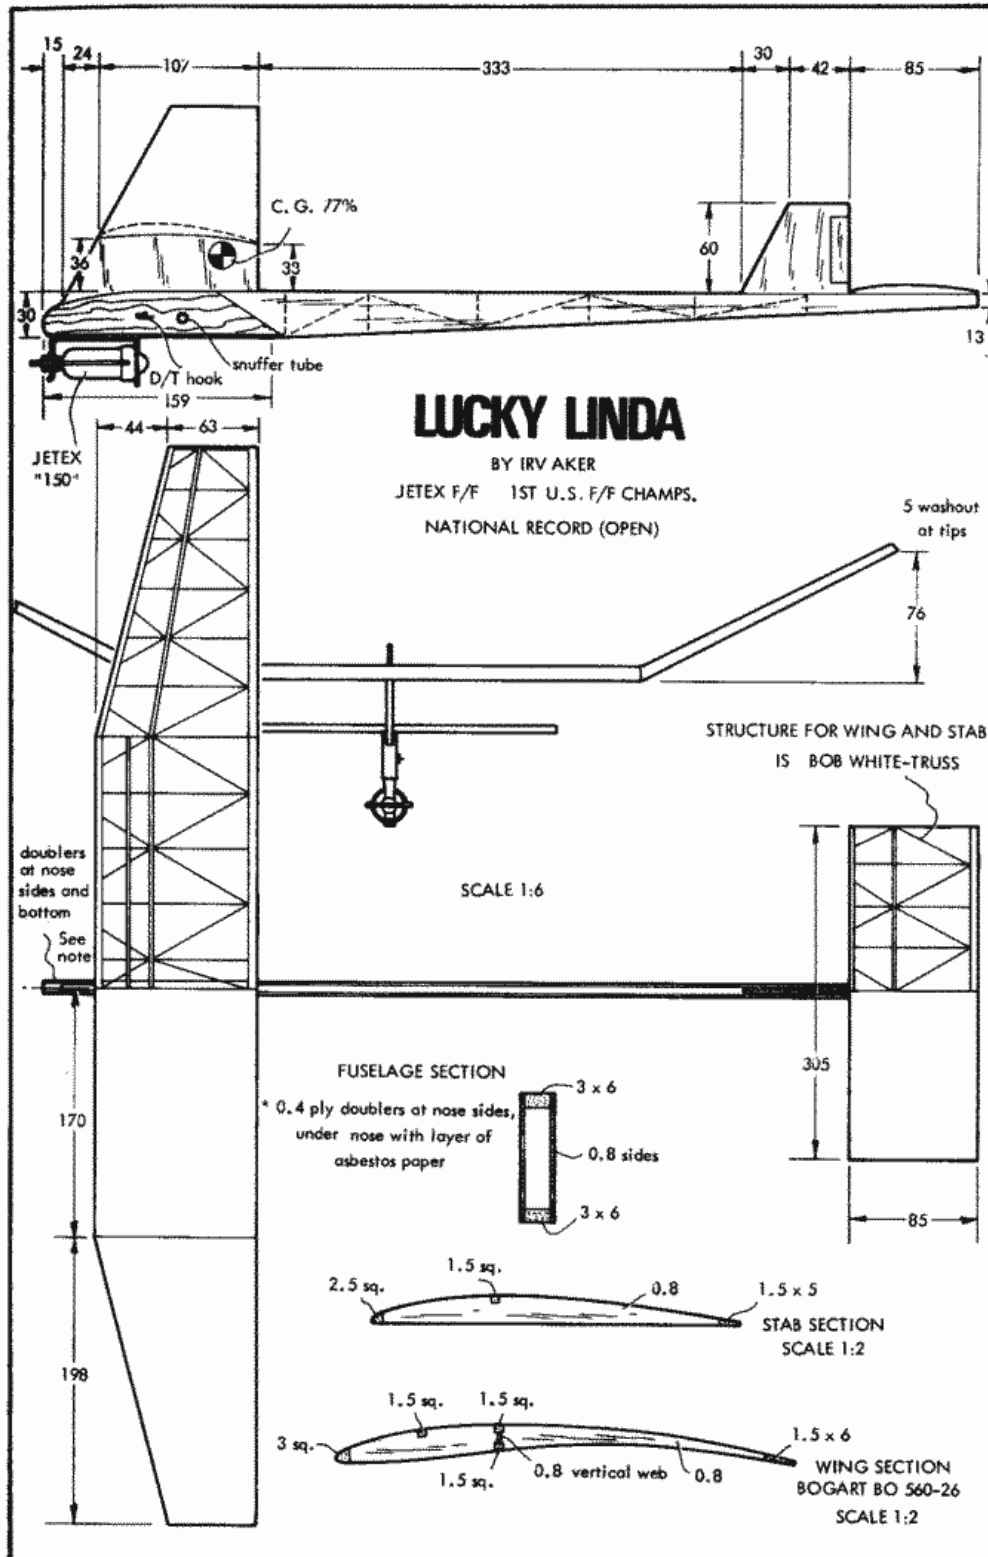 15
24
107
333
30
42
85
C. G. 77%
36
33
60
30
13
snuffer tube
D/T hook
159
44
63
JETEX
"150"
LUCKY LINDA
BY IRV AKER
JETEX F/F 1ST U.S. F/F CHAMPS.
NATIONAL RECORD (OPEN)
5 washout
at tips
76
STRUCTURE FOR WING AND STAB
IS BOB WHITE-TRUSS
doublers
at nose
sides and
bottom
See
note
SCALE 1:6
305
170
FUSELAGE SECTION
* 0.4 ply doublers at nose sides,
under nose with layer of
asbestos paper
3 x 6
0.8 sides
3 x 6
85
1.5 sq.
2.5 sq.
0.8
1.5 x 5
STAB SECTION
SCALE 1:2
198
1.5 sq.
1.5 sq.
3 sq.
1.5 sq.
0.8 vertical web
0.8
1.5 x 6
WING SECTION
BOGART BO 560-26
SCALE 1:2